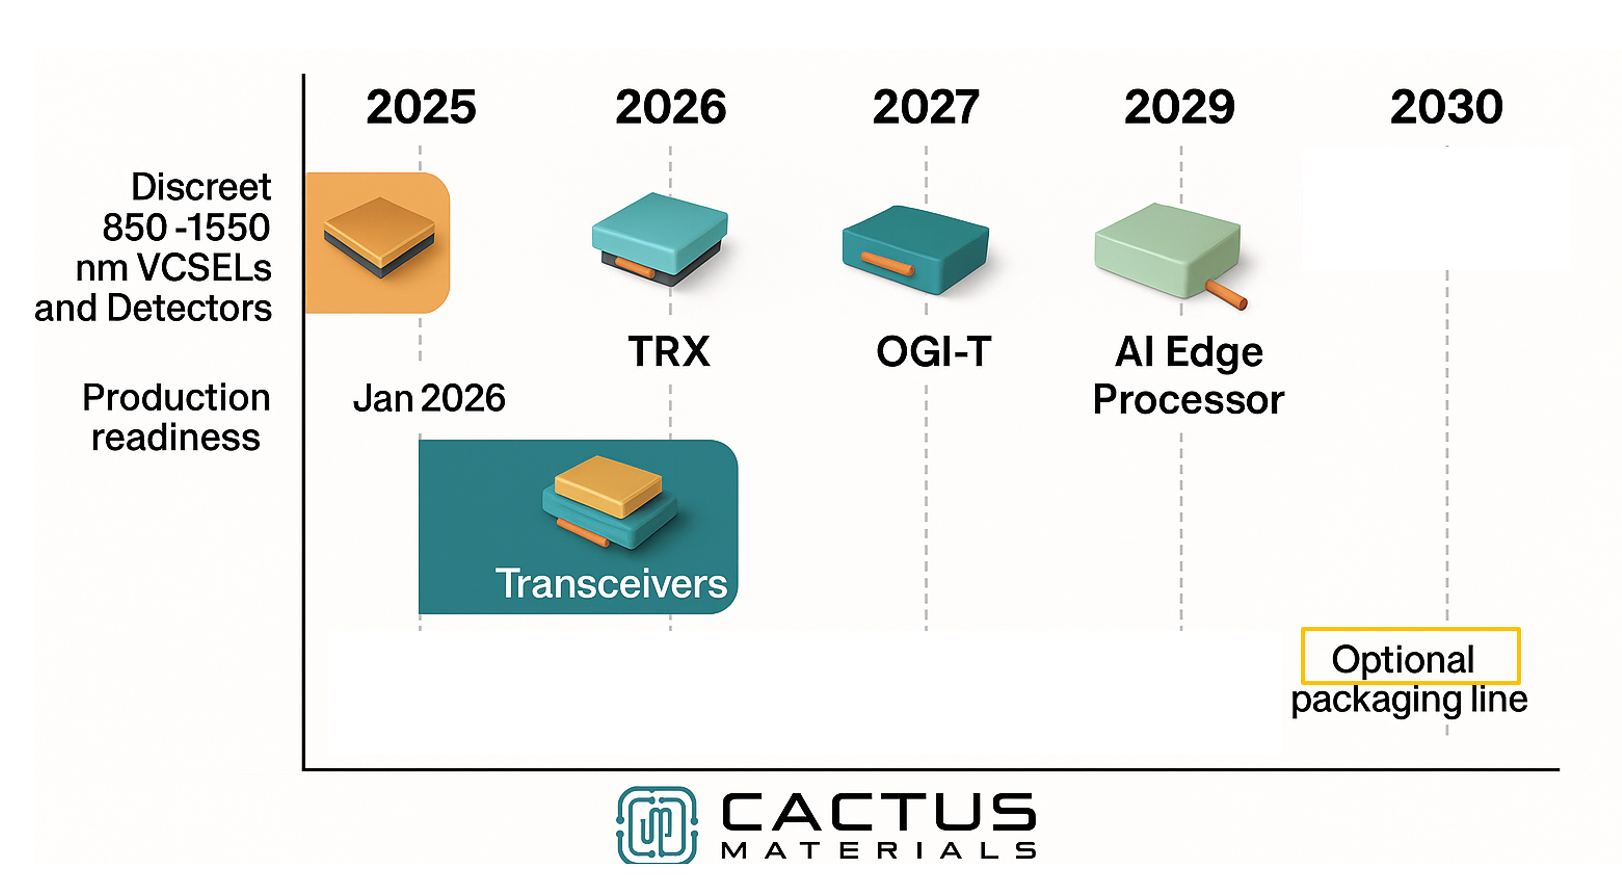 2025 2026 2027 2029 2030
Discreet
850 -1550
nm VCSELs
and Detectors
TRX OGI-T AI Edge
Processor
Production
readiness
Jan 2026
Transceivers
Optional
packaging line
CACTUS
MATERIALS